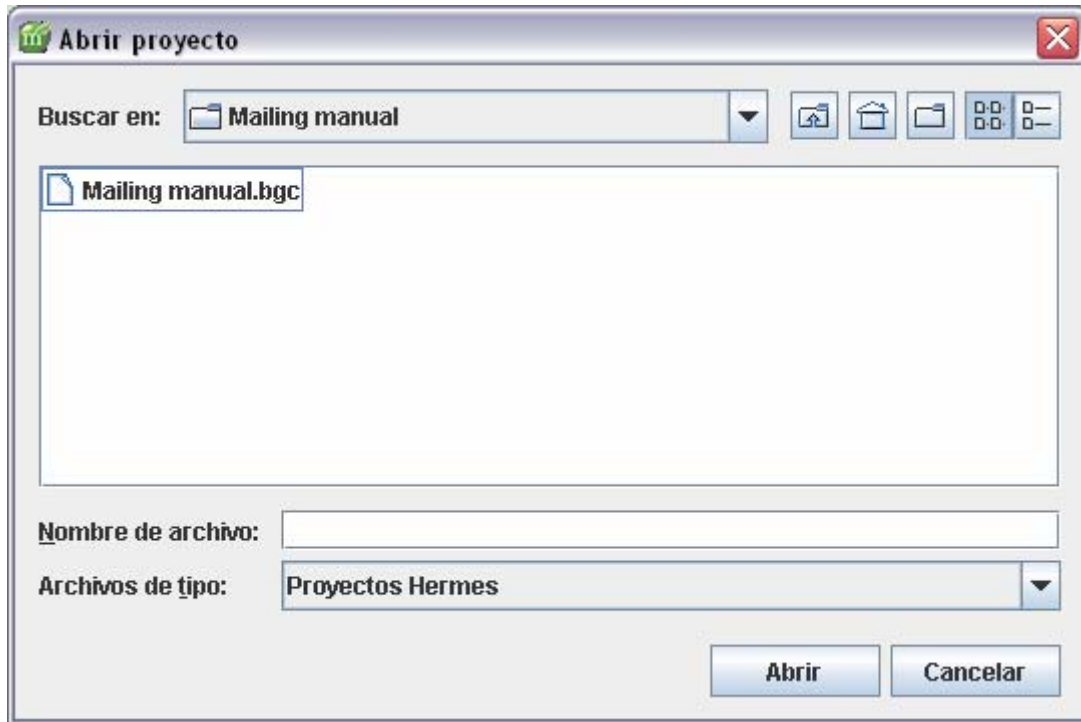 Abrir proyecto
Buscar en: Mailing manual
Mailing manual.bgc
Nombre de archivo:
Archivos de tipo: Proyectos Hermes
Abrir Cancelar